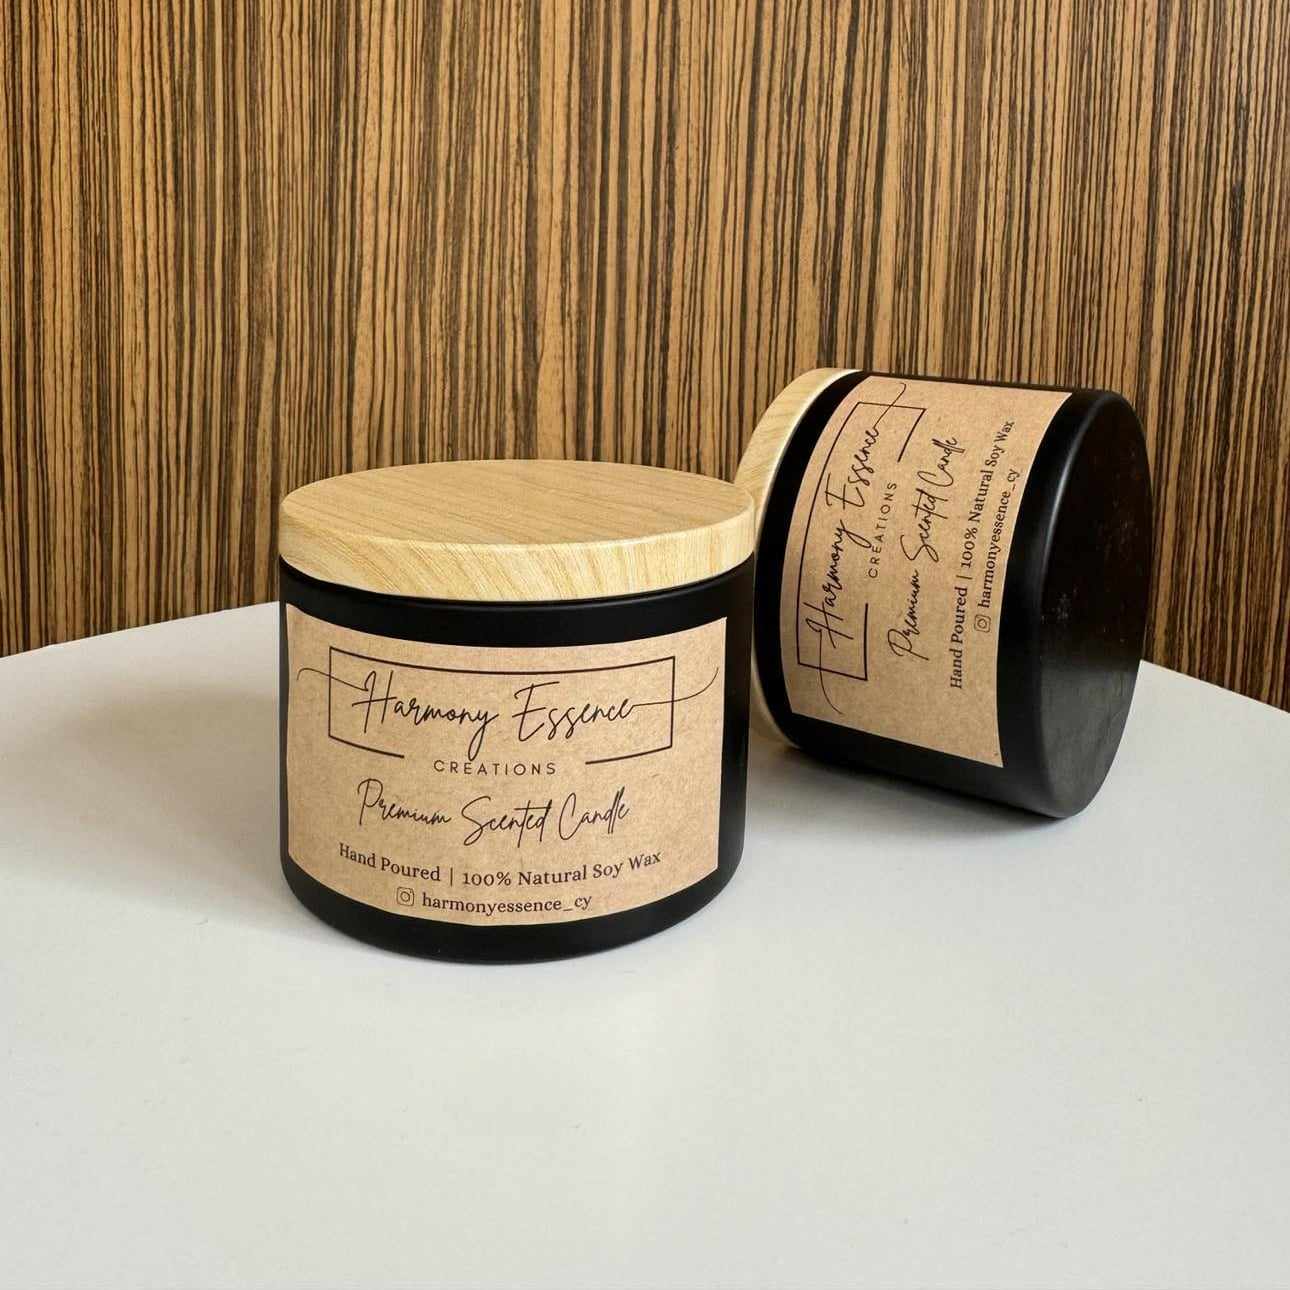 Harmony Essence
CREATIONS
Premium Scented Candle
Hand Poured | 100% Natural Soy Wax
harmonyessence_cy
Harmony Essence
CREATIONS
Premium Scented Candle
Hand Poured | 100% Natural Soy Wax
harmonyessence_cy